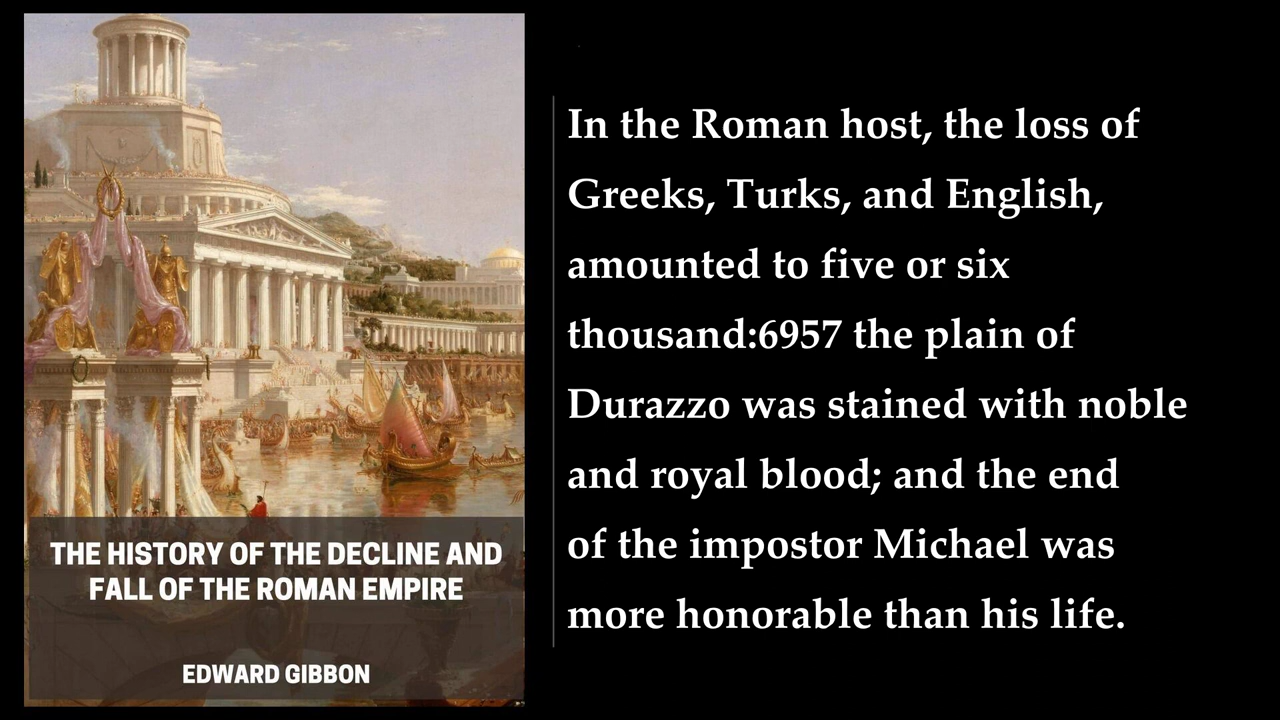 THE HISTORY OF THE DECLINE AND
FALL OF THE ROMAN EMPIRE
EDWARD GIBBON
In the Roman host, the loss of
Greeks, Turks, and English,
amounted to five or six
thousand:6957 the plain of
Durazzo was stained with noble
and royal blood; and the end
of the impostor Michael was
more honorable than his life.